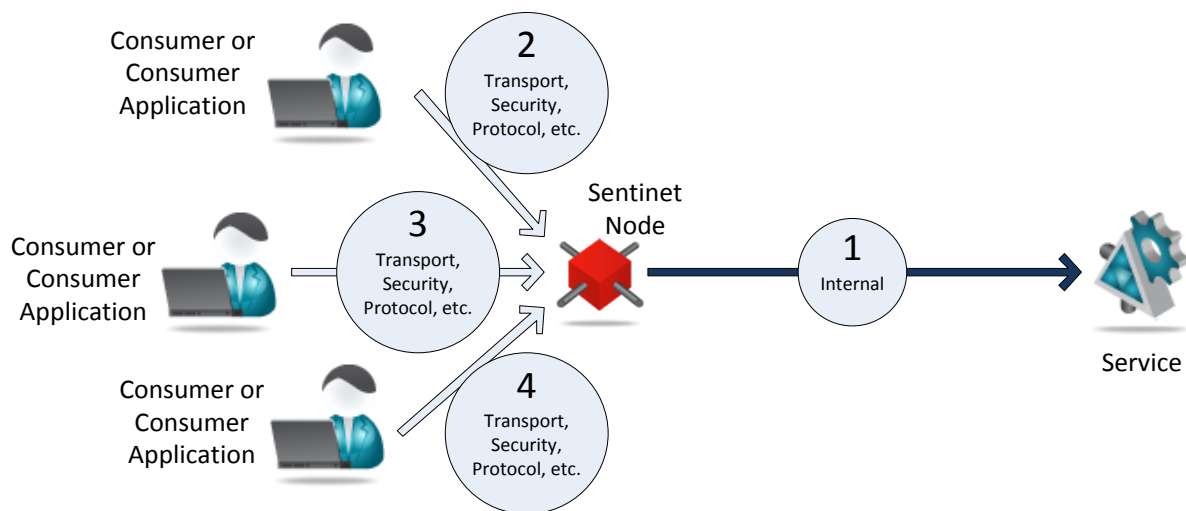 Consumer or
Consumer
Application
2
Transport,
Security,
Protocol, etc.
Sentinet
Node
Consumer or
Consumer
Application
3
Transport,
Security,
Protocol, etc.
1
Internal
Service
Consumer or
Consumer
Application
4
Transport,
Security,
Protocol, etc.